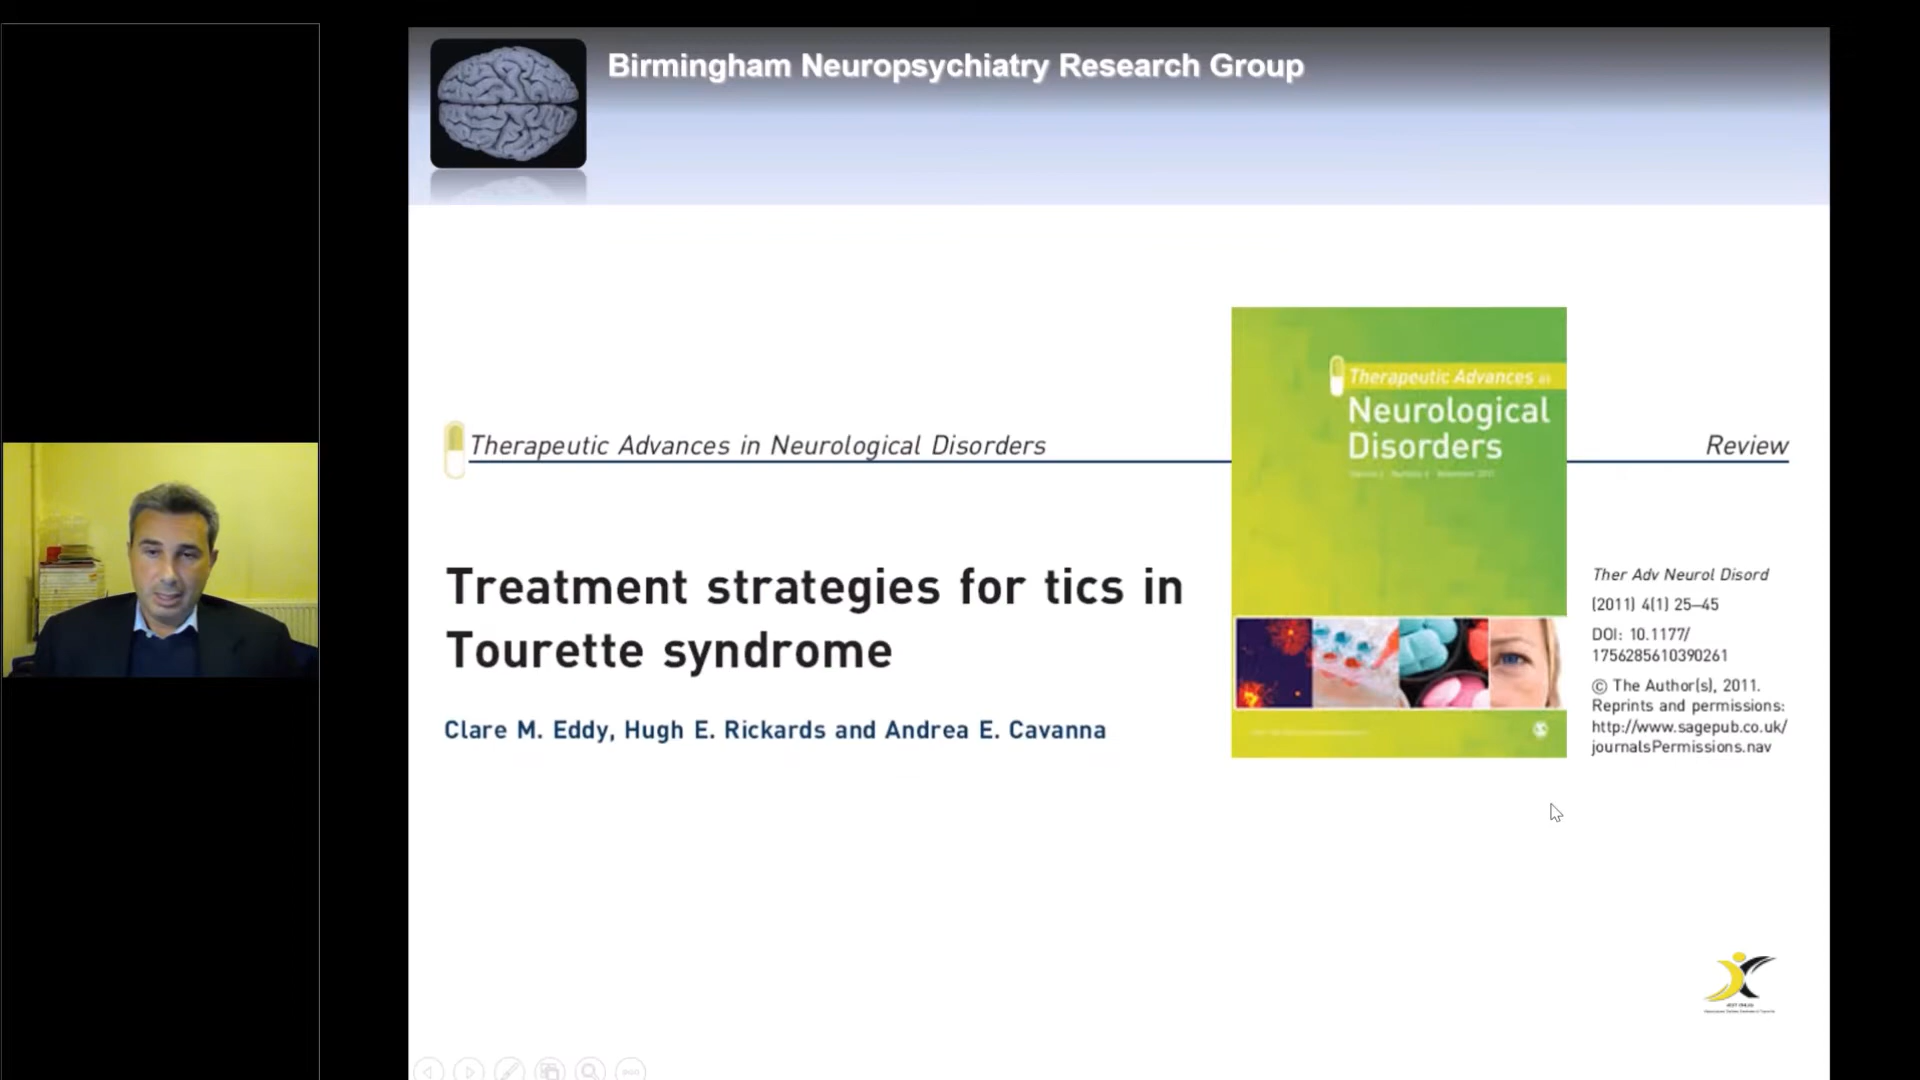 Birmingham Neuropsychiatry Research Group
Therapeutic Advances in Neurological Disorders
Review
Therapeutic Advances in
Neurological
Disorders
Treatment strategies for tics in
Tourette syndrome
Clare M. Eddy, Hugh E. Rickards and Andrea E. Cavanna
Ther Adv Neurol Disord
(2011) 4(1) 25–45
DOI: 10.1177/
1756285610390261
© The Author(s), 2011.
Reprints and permissions:
http://www.sagepub.co.uk/
journalsPermissions.nav